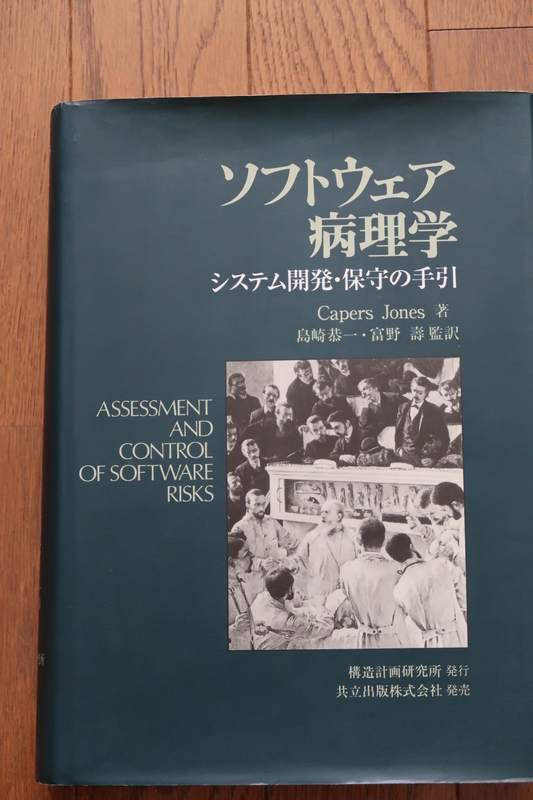 ソフトウェア
病理学
システム開発・保守の手引
Capers Jones 著
島崎恭一・富野 壽 監訳
ASSESSMENT
AND
CONTROL
OF SOFTWARE
RISKS
構造計画研究所 発行
共立出版株式会社 発売